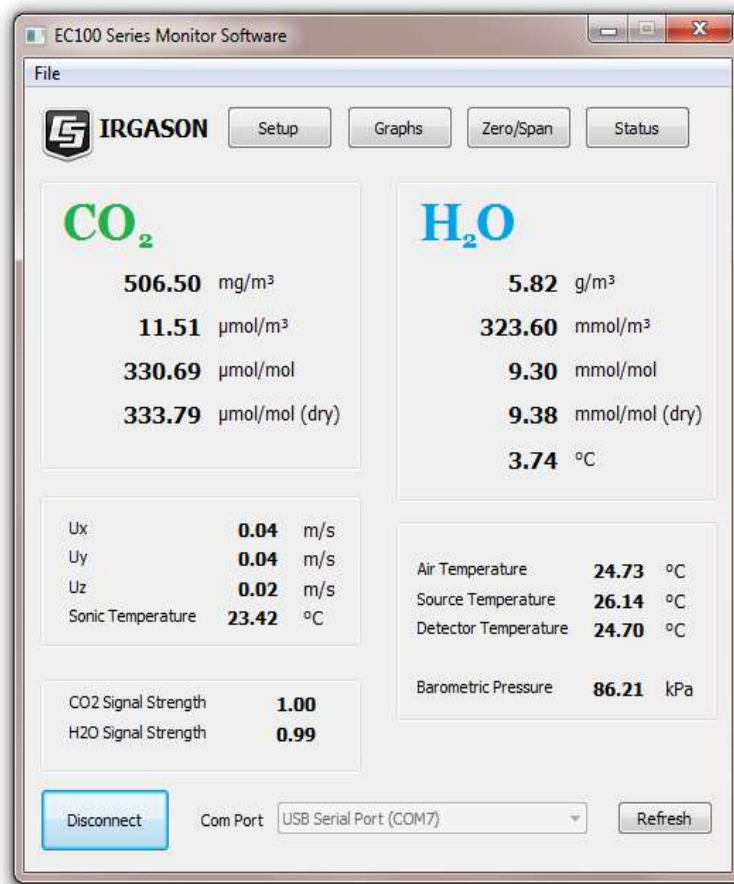 EC100 Series Monitor Software
File
IRGASON Setup Graphs Zero/Span Status
CO₂
506.50 mg/m³
11.51 µmol/m³
330.69 µmol/mol
333.79 µmol/mol (dry)
H₂O
5.82 g/m³
323.60 mmol/m³
9.30 mmol/mol
9.38 mmol/mol (dry)
3.74 °C
Ux 0.04 m/s
Uy 0.04 m/s
Uz 0.02 m/s
Sonic Temperature 23.42 °C
Air Temperature 24.73 °C
Source Temperature 26.14 °C
Detector Temperature 24.70 °C
Barometric Pressure 86.21 kPa
CO2 Signal Strength 1.00
H2O Signal Strength 0.99
Disconnect Com Port USB Serial Port (COM7) Refresh